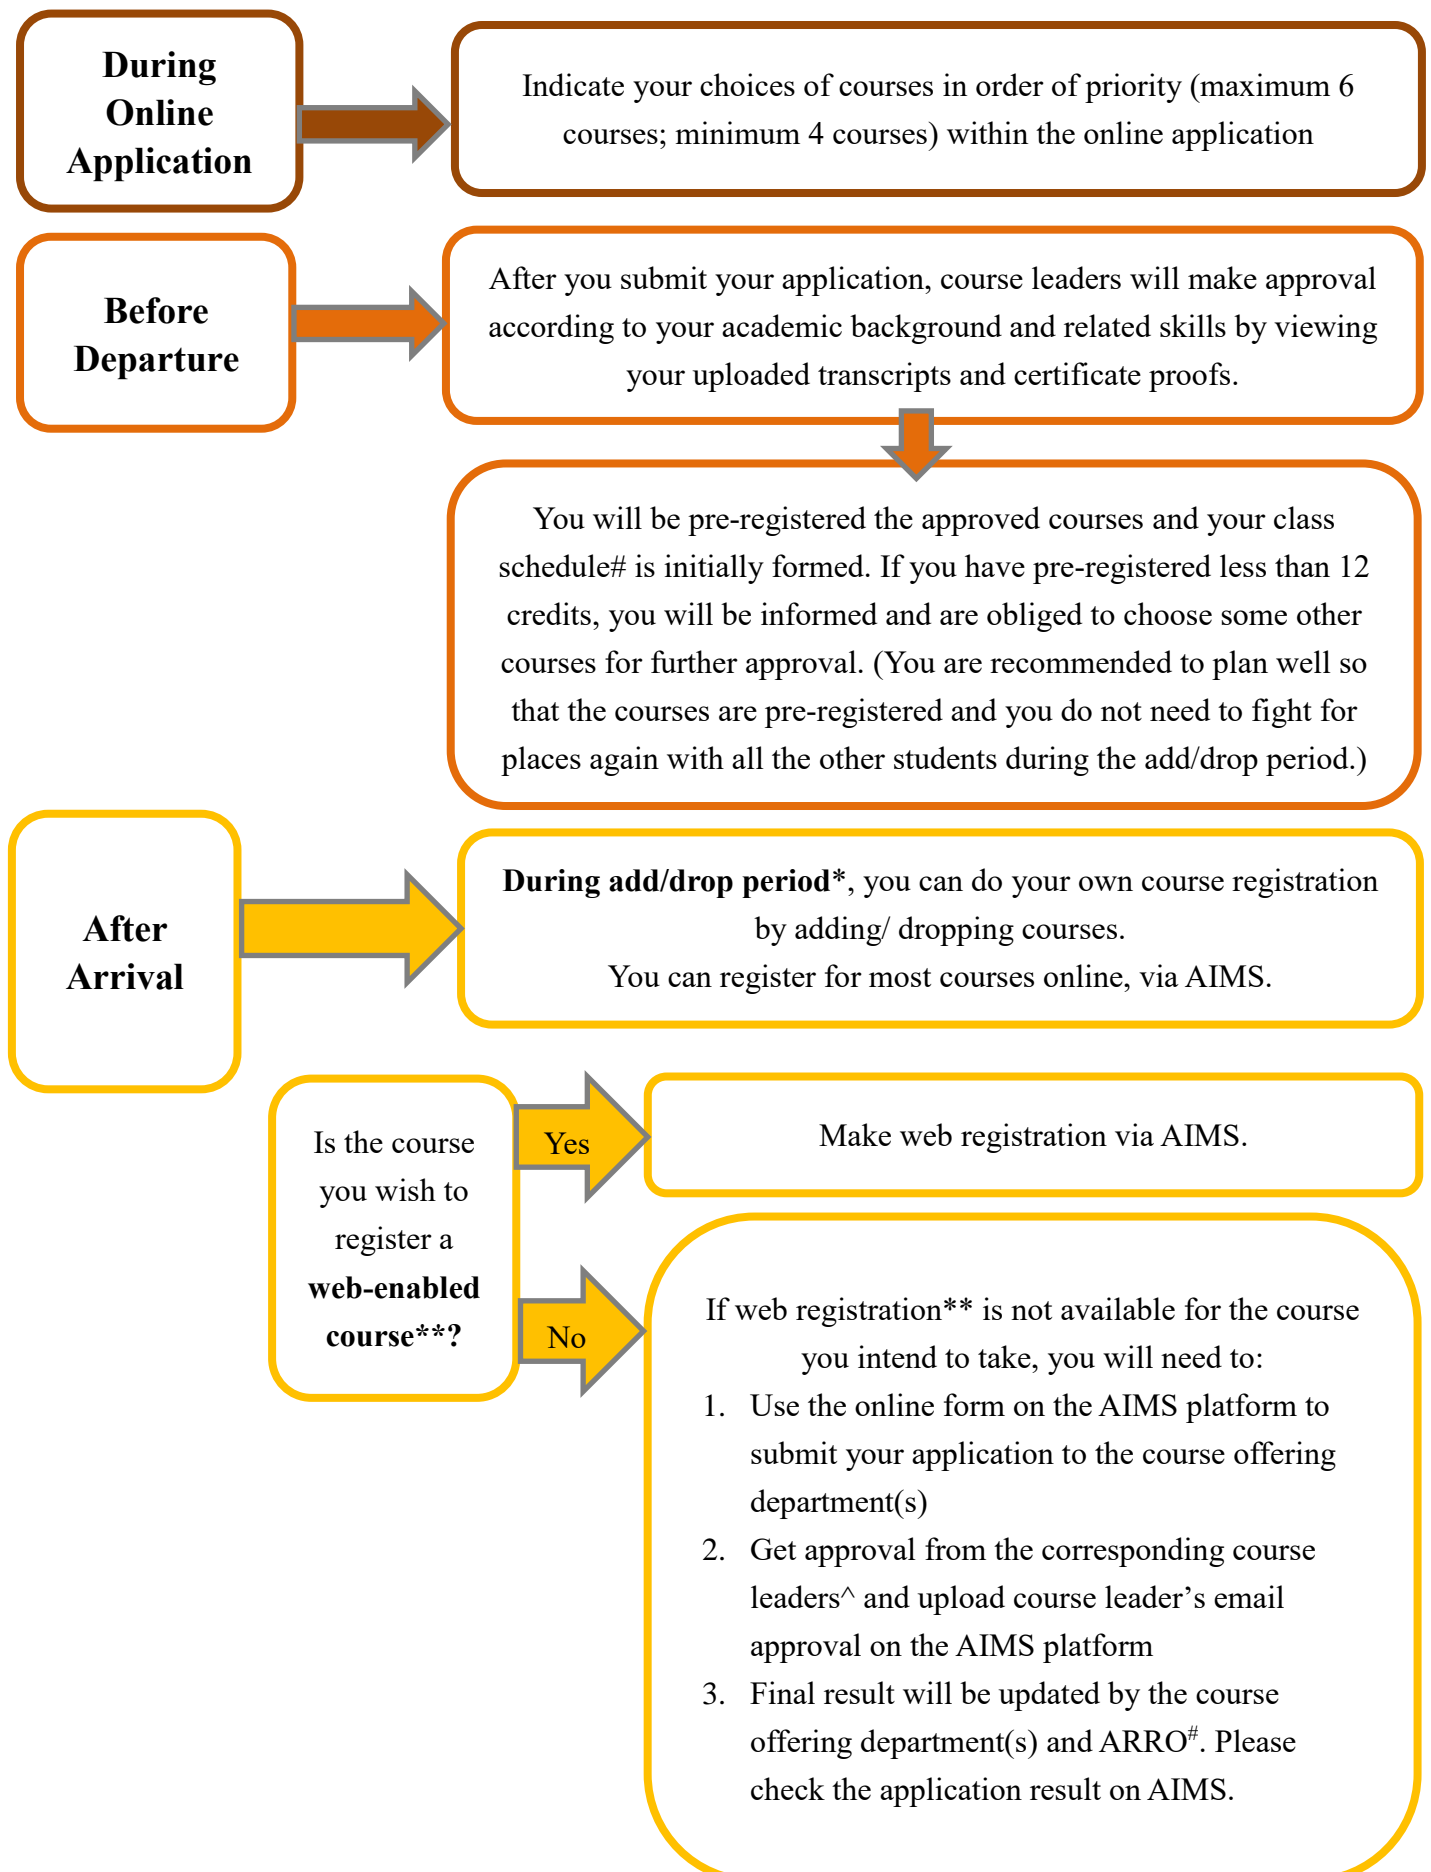 During
Online
Application
Indicate your choices of courses in order of priority (maximum 6
courses; minimum 4 courses) within the online application
Before
Departure
After you submit your application, course leaders will make approval
according to your academic background and related skills by viewing
your uploaded transcripts and certificate proofs.
You will be pre-registered the approved courses and your class
schedule# is initially formed. If you have pre-registered less than 12
credits, you will be informed and are obliged to choose some other
courses for further approval. (You are recommended to plan well so
that the courses are pre-registered and you do not need to fight for
places again with all the other students during the add/drop period.)
After
Arrival
During add/drop period*, you can do your own course registration
by adding/ dropping courses.
You can register for most courses online, via AIMS.
Is the course
you wish to
register a
web-enabled
course**?
Yes
Make web registration via AIMS.
No
If web registration** is not available for the course
you intend to take, you will need to:
1. Use the online form on the AIMS platform to
submit your application to the course offering
department(s)
2. Get approval from the corresponding course
leaders^ and upload course leader’s email
approval on the AIMS platform
3. Final result will be updated by the course
offering department(s) and ARRO#. Please
check the application result on AIMS.